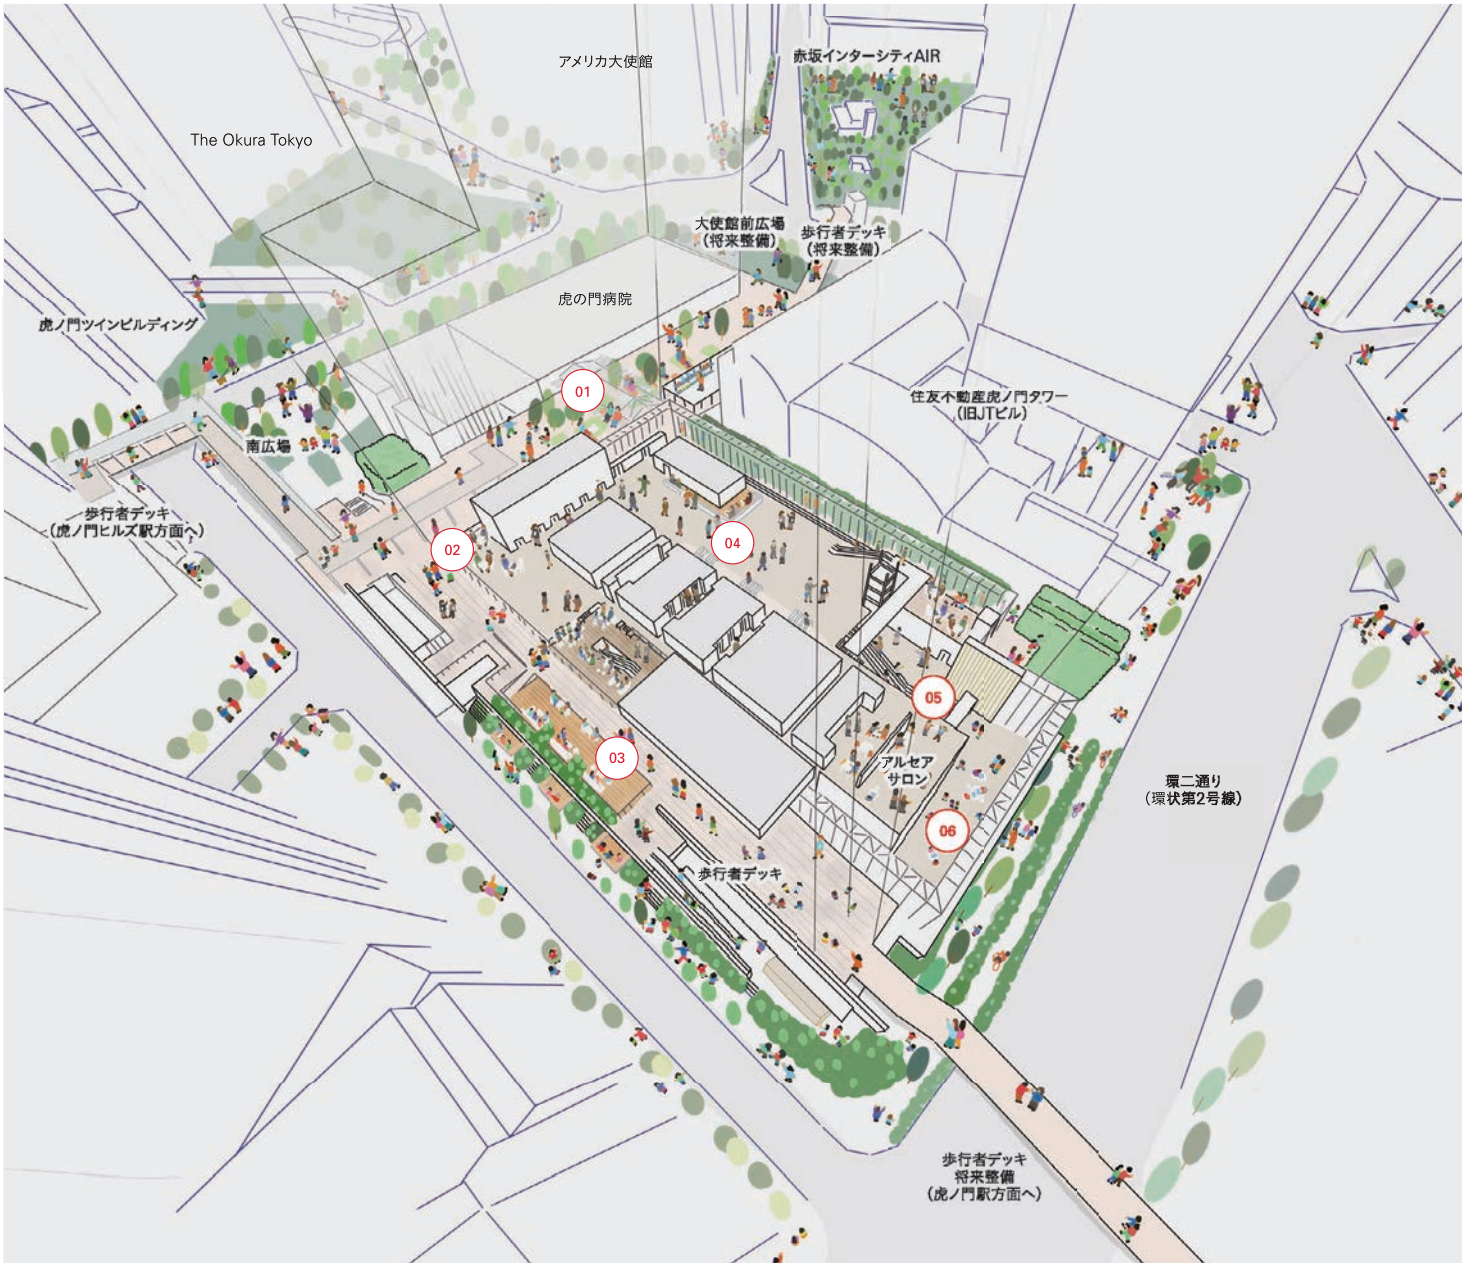 アメリカ大使館
赤坂インターシティAIR
The Okura Tokyo
大使館前広場
(将来整備)
歩行者デッキ
(将来整備)
虎の門病院
虎ノ門ツインビルディング
01
住友不動産虎ノ門タワー
(旧JTビル)
南広場
歩行者デッキ
(虎ノ門ヒルズ駅方面へ)
02
04
05
03
アルセア
サロン
環二通り
(環状第2号線)
06
歩行者デッキ
歩行者デッキ
将来整備
(虎ノ門駅方面へ)